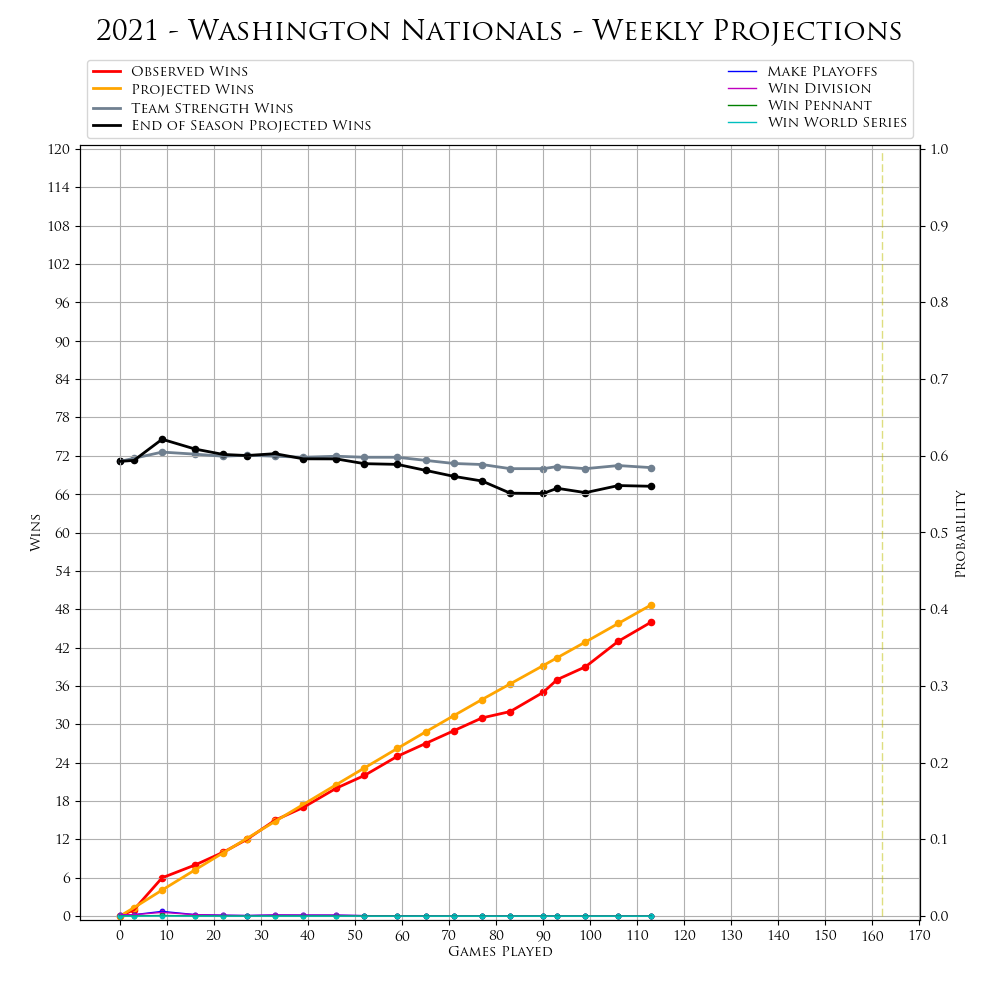 2021 - Washington Nationals - Weekly Projections
Observed Wins
Projected Wins
Team Strength Wins
End of Season Projected Wins
Make Playoffs
Win Division
Win Pennant
Win World Series
120
114
108
102
96
90
84
78
72
66
60
54
48
42
36
30
24
18
12
6
0
Wins
1.0
0.9
0.8
0.7
0.6
0.5
0.4
0.3
0.2
0.1
0.0
Probability
0 10 20 30 40 50 60 70 80 90 100 110 120 130 140 150 160 170
Games Played